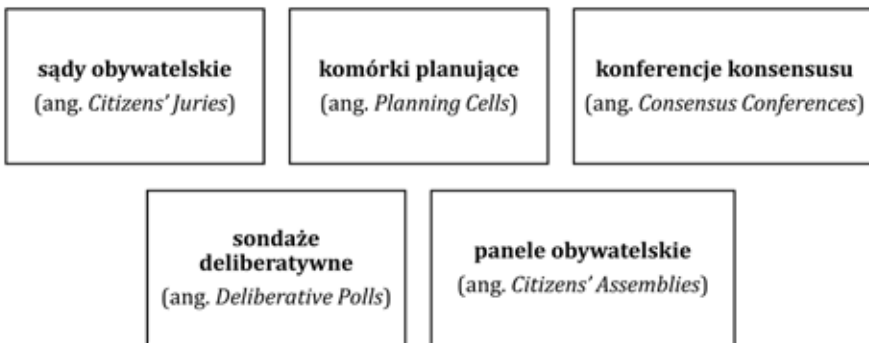 sądy obywatelskie
(ang. Citizens' Juries)
komórki planujące
(ang. Planning Cells)
konferencje konsensusu
(ang. Consensus Conferences)
sondaże
deliberatywne
(ang. Deliberative Polls)
panele obywatelskie
(ang. Citizens' Assemblies)